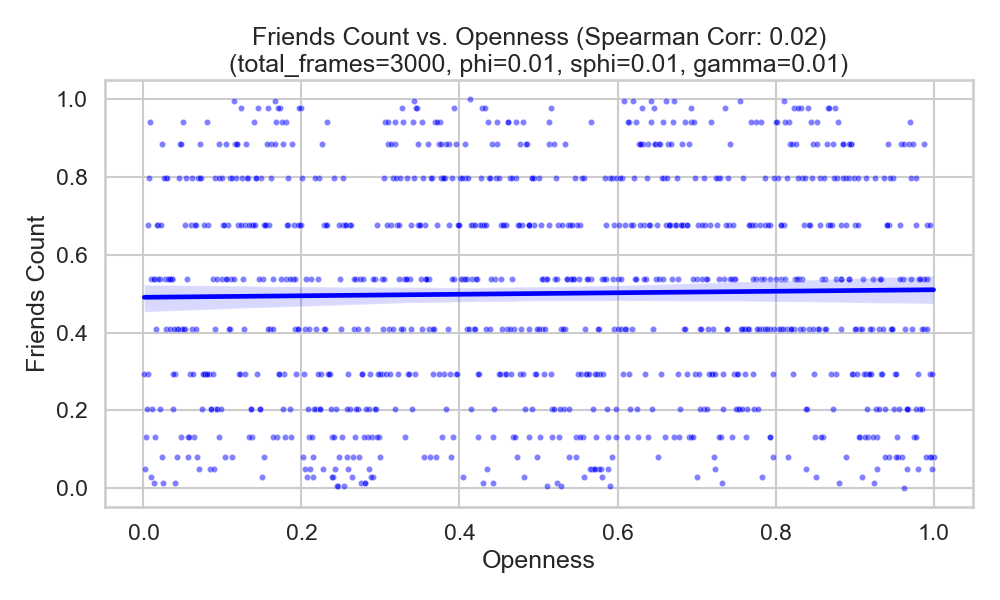 Friends Count vs. Openness (Spearman Corr: 0.02)
(total_frames=3000, phi=0.01, sphi=0.01, gamma=0.01)
1.0
0.8
0.6
0.4
0.2
0.0
Friends Count
0.0 0.2 0.4 0.6 0.8 1.0
Openness